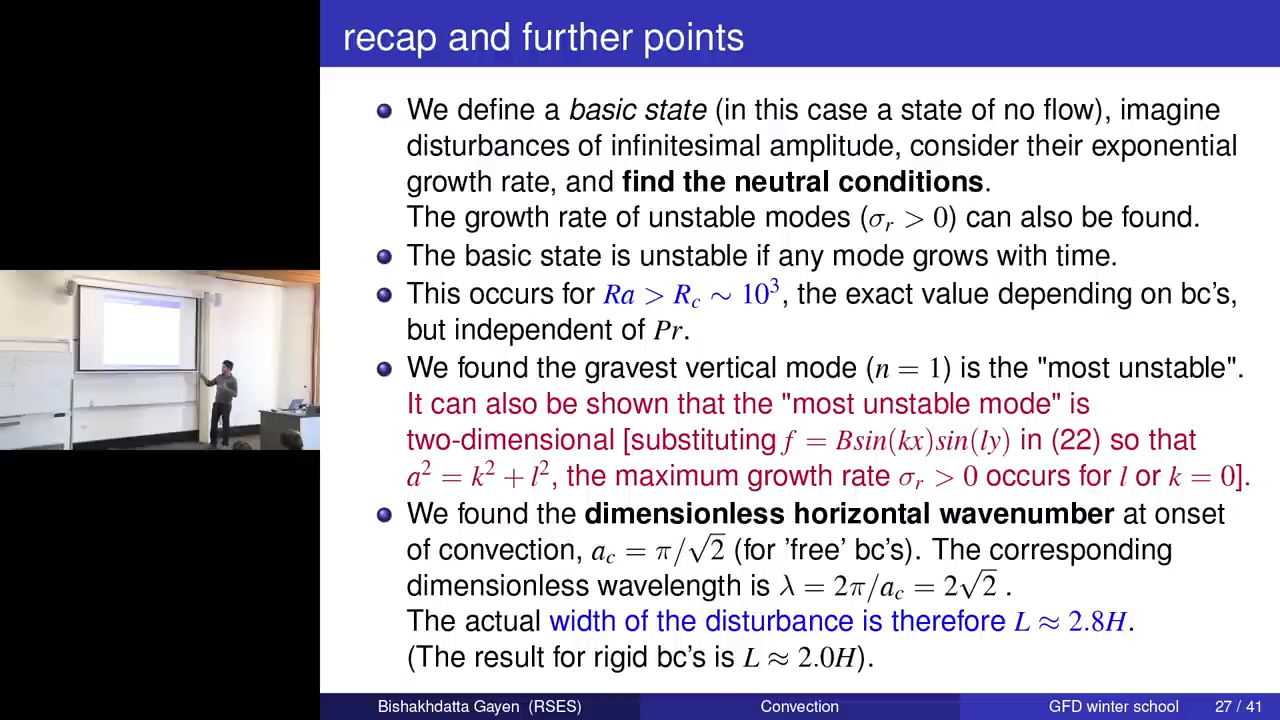 recap and further points
We define a basic state (in this case a state of no flow), imagine
disturbances of infinitesimal amplitude, consider their exponential
growth rate, and find the neutral conditions.
The growth rate of unstable modes (σᵣ > 0) can also be found.
The basic state is unstable if any mode grows with time.
This occurs for Ra > R_c ∼ 10³, the exact value depending on bc's,
but independent of Pr.
We found the gravest vertical mode (n = 1) is the "most unstable".
It can also be shown that the "most unstable mode" is
two-dimensional [substituting f = Bsin(kx)sin(ly) in (22) so that
a² = k² + l², the maximum growth rate σᵣ > 0 occurs for l or k = 0].
We found the dimensionless horizontal wavenumber at onset
of convection, a_c = π/√2 (for 'free' bc's). The corresponding
dimensionless wavelength is λ = 2π/a_c = 2√2 .
The actual width of the disturbance is therefore L ≈ 2.8H.
(The result for rigid bc's is L ≈ 2.0H).
Bishakhdatta Gayen (RSES) Convection GFD winter school 27 / 41